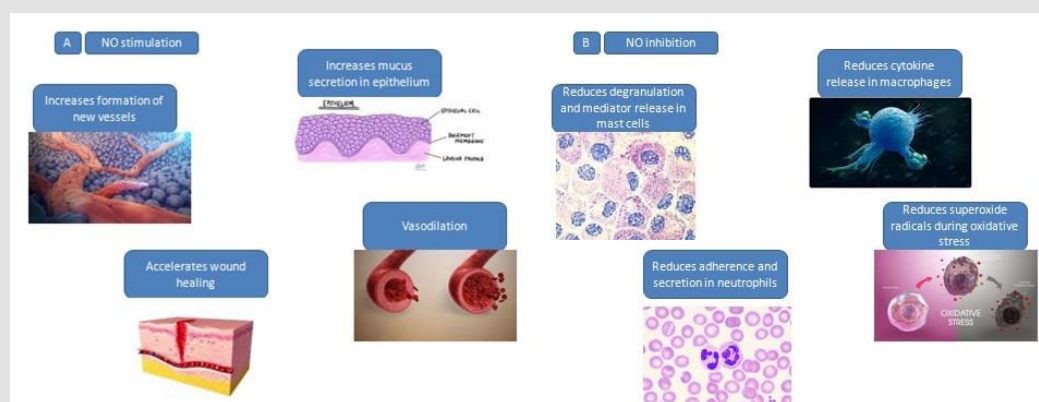 A
NO stimulation
Increases mucus
secretion in epithelium
Increases formation of
new vessels
EPITHELIUM
EPITHELIAL CELL
BASEMENT
MEMBRANE
LAMINA PROPRIA
Vasodilation
Accelerates wound
healing
B
NO inhibition
Reduces cytokine
release in macrophages
Reduces degranulation
and mediator release in
mast cells
Reduces superoxide
radicals during oxidative
stress
Reduces adherence and
secretion in neutrophils
OXIDATIVE
STRESS